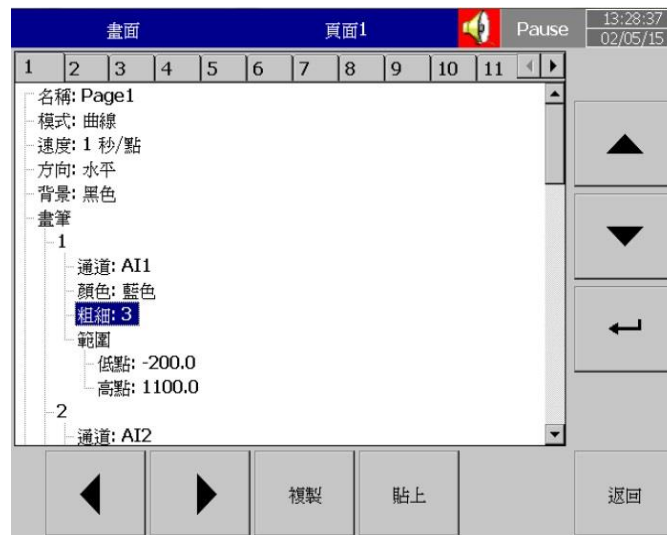 畫面 頁面1 Pause 13:28:37
02/05/15
1 2 3 4 5 6 7 8 9 10 11
名稱: Page1
模式: 曲線
速度: 1 秒/點
方向: 水平
背景: 黑色
畫筆
1
通道: AI1
顏色: 藍色
粗細: 3
範圍
低點: -200.0
高點: 1100.0
2
通道: AI2
複製 貼上 返回